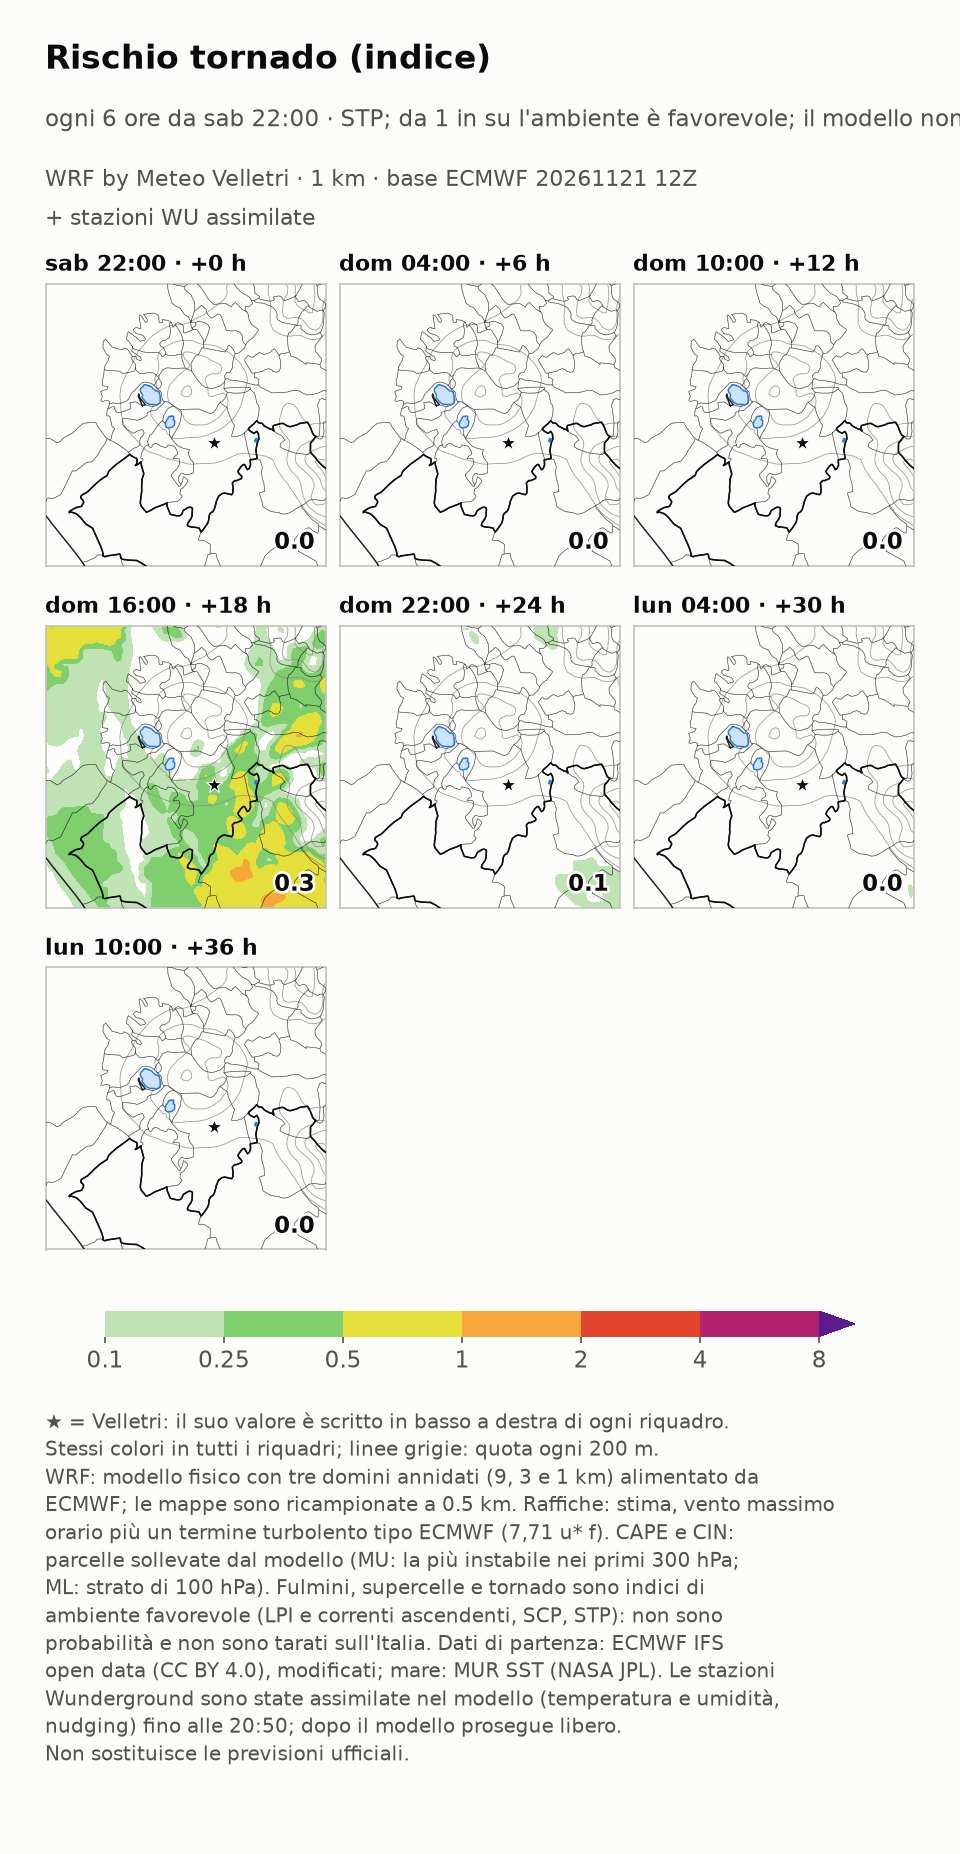 Rischio tornado (indice)
ogni 6 ore da sab 22:00 · STP; da 1 in su l'ambiente è favorevole; il modello non
WRF by Meteo Velletri · 1 km · base ECMWF 20261121 12Z
+ stazioni WU assimilate
sab 22:00 · +0 h
dom 04:00 · +6 h
dom 10:00 · +12 h
0.0
0.0
0.0
dom 16:00 · +18 h
dom 22:00 · +24 h
lun 04:00 · +30 h
0.3
0.1
0.0
lun 10:00 · +36 h
0.0
0.1 0.25 0.5 1 2 4 8
★ = Velletri: il suo valore è scritto in basso a destra di ogni riquadro.
Stessi colori in tutti i riquadri; linee grigie: quota ogni 200 m.
WRF: modello fisico con tre domini annidati (9, 3 e 1 km) alimentato da
ECMWF; le mappe sono ricampionate a 0.5 km. Raffiche: stima, vento massimo
orario più un termine turbolento tipo ECMWF (7,71 u* f). CAPE e CIN:
parcelle sollevate dal modello (MU: la più instabile nei primi 300 hPa;
ML: strato di 100 hPa). Fulmini, supercelle e tornado sono indici di
ambiente favorevole (LPI e correnti ascendenti, SCP, STP): non sono
probabilità e non sono tarati sull'Italia. Dati di partenza: ECMWF IFS
open data (CC BY 4.0), modificati; mare: MUR SST (NASA JPL). Le stazioni
Wunderground sono state assimilate nel modello (temperatura e umidità,
nudging) fino alle 20:50; dopo il modello prosegue libero.
Non sostituisce le previsioni ufficiali.